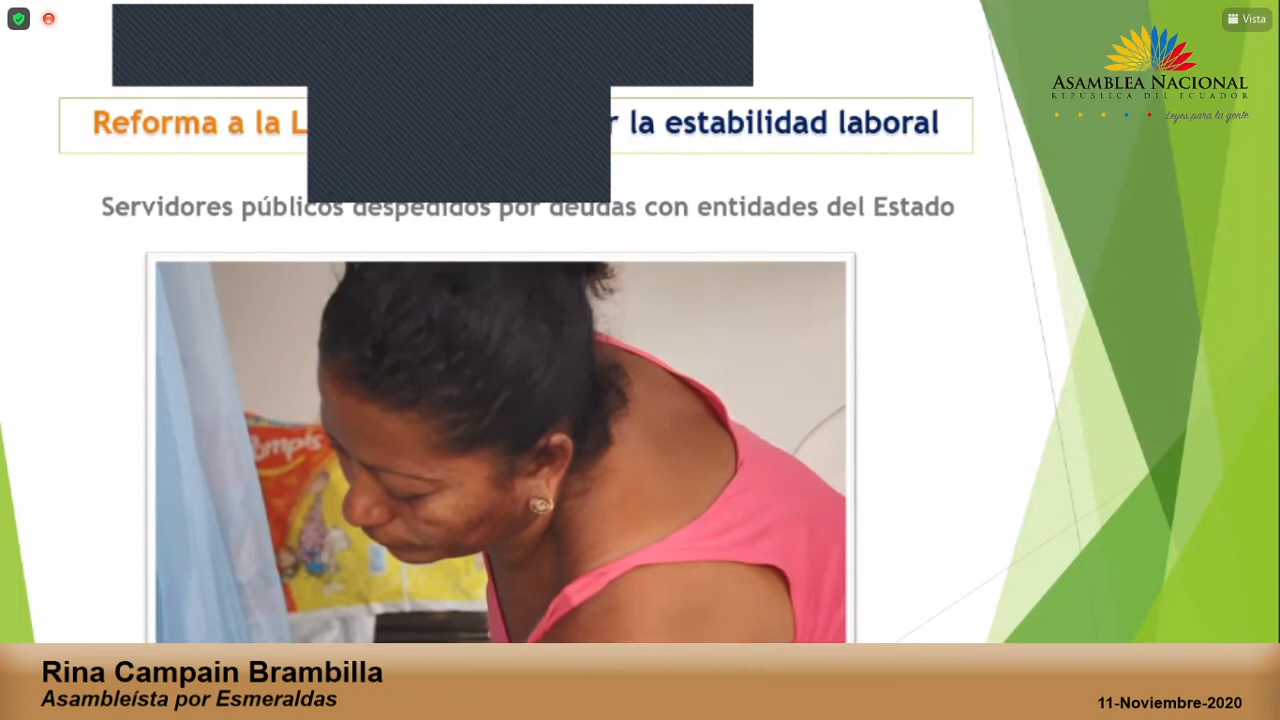 Vista
ASAMBLEA NACIONAL
REPÚBLICA DEL ECUADOR
Leyes para la gente
Reforma a la L
r la estabilidad laboral
Servidores públicos despedidos por deudas con entidades del Estado
Rina Campain Brambilla
Asambleísta por Esmeraldas
11-Noviembre-2020